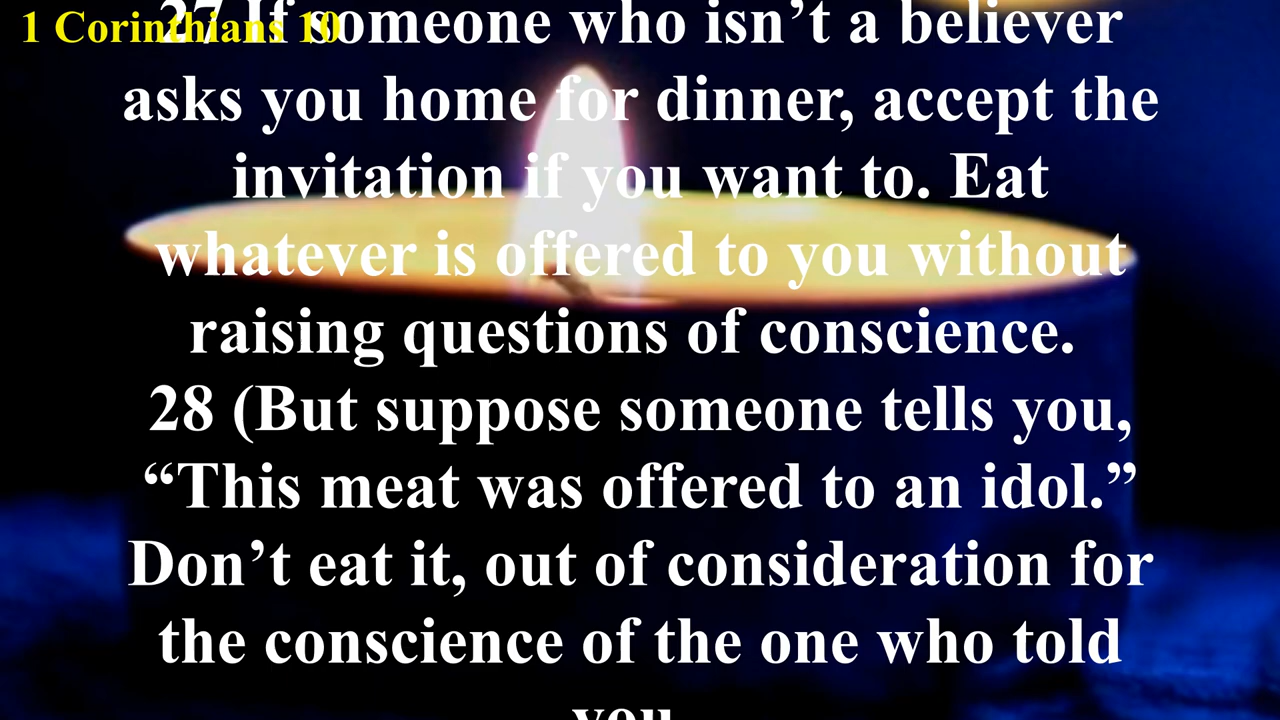 1 Corinthians 10
27 If someone who isn’t a believer
asks you home for dinner, accept the
invitation if you want to. Eat
whatever is offered to you without
raising questions of conscience.
28 (But suppose someone tells you,
“This meat was offered to an idol.”
Don’t eat it, out of consideration for
the conscience of the one who told
you.